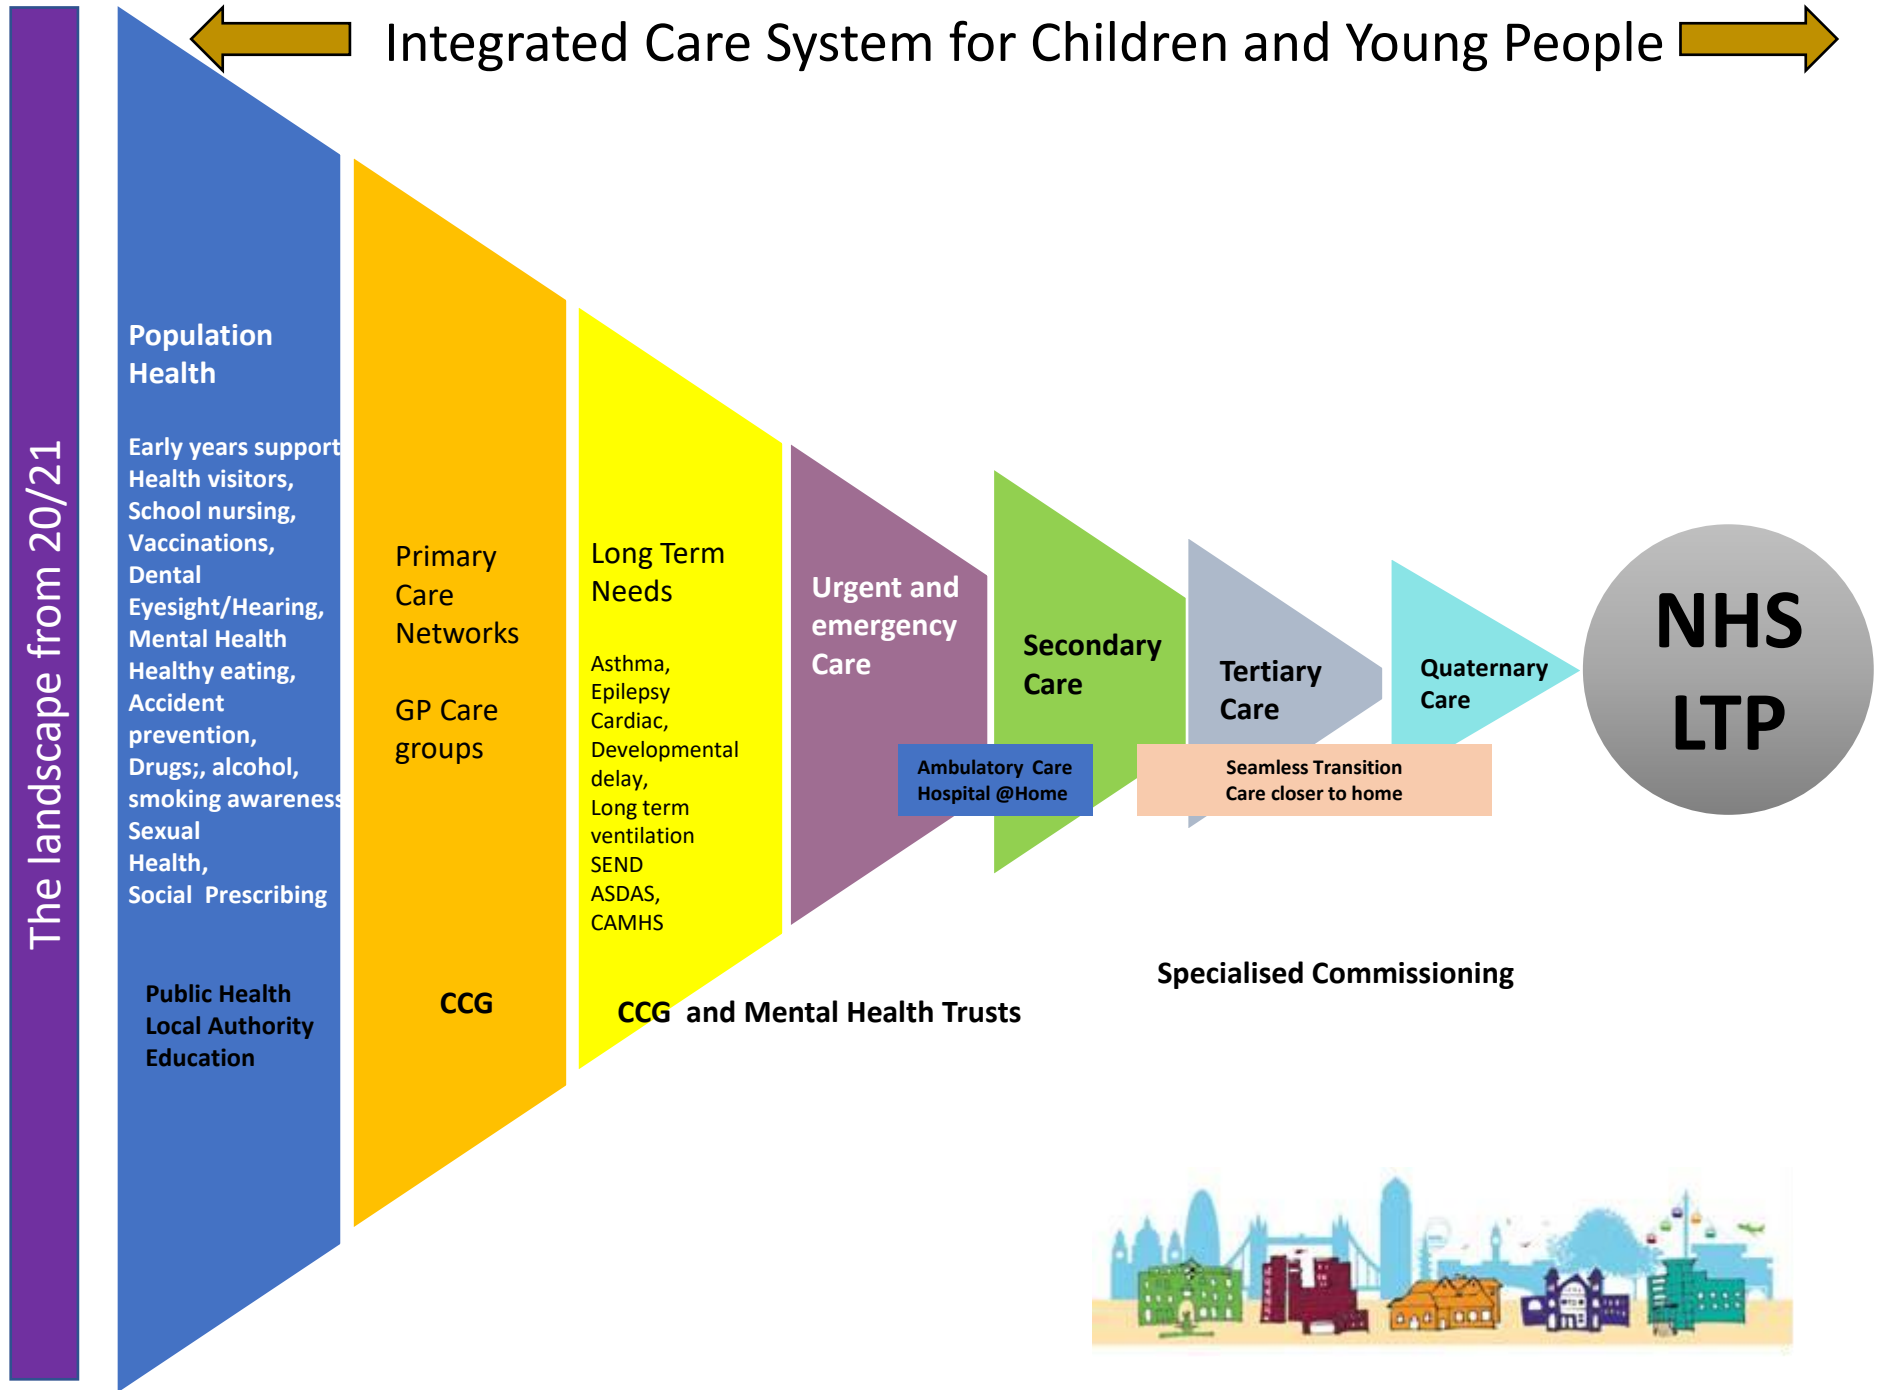 Integrated Care System for Children and Young People
The landscape from 20/21
Population
Health
Early years support
Health visitors,
School nursing,
Vaccinations,
Dental
Eyesight/Hearing,
Mental Health
Healthy eating,
Accident
prevention,
Drugs;, alcohol,
smoking awareness
Sexual
Health,
Social Prescribing
Public Health
Local Authority
Education
Primary
Care
Networks
GP Care
groups
CCG
Long Term
Needs
Asthma,
Epilepsy
Cardiac,
Developmental
delay,
Long term
ventilation
SEND
ASDAS,
CAMHS
CCG and Mental Health Trusts
Urgent and
emergency
Care
Ambulatory Care
Hospital @Home
Secondary
Care
Tertiary
Care
Seamless Transition
Care closer to home
Quaternary
Care
Specialised Commissioning
NHS
LTP